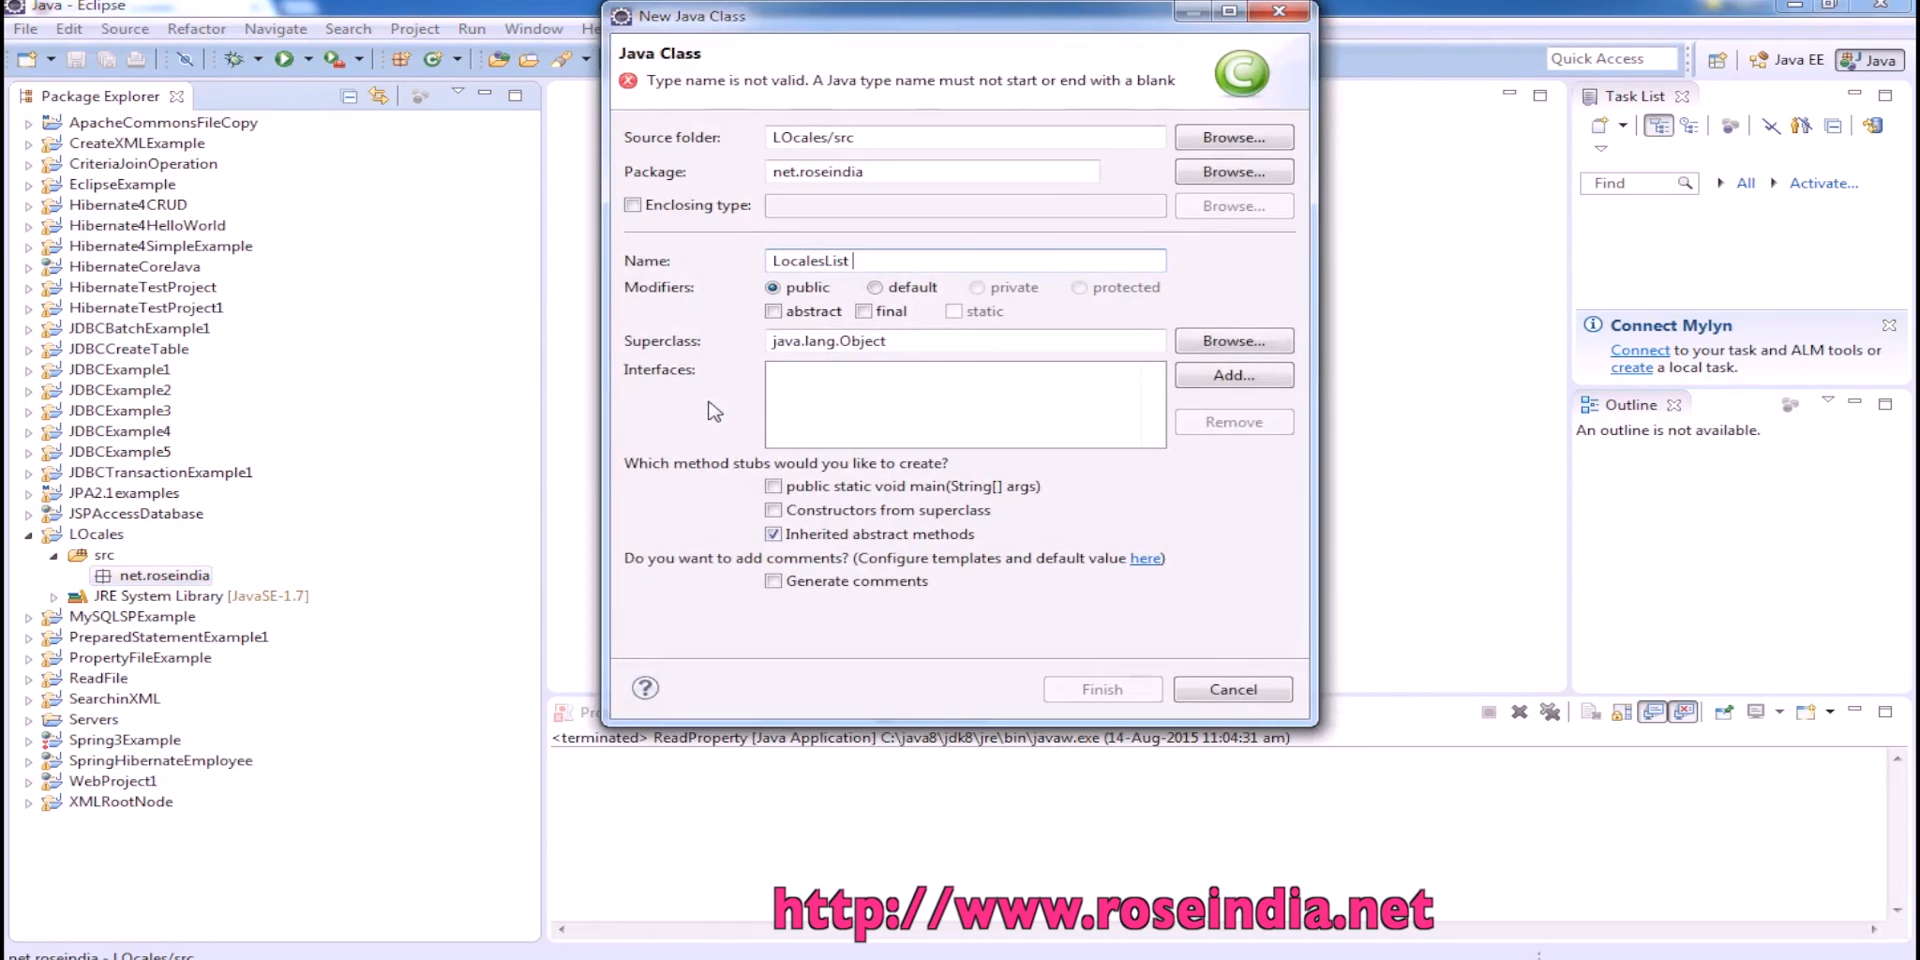 Java - Eclipse
File Edit Source Refactor Navigate Search Project Run Window He
Quick Access
Java EE
Java
Package Explorer
ApacheCommonsFileCopy
CreateXMLExample
CriteriaJoinOperation
EclipseExample
Hibernate4CRUD
Hibernate4HelloWorld
Hibernate4SimpleExample
HibernateCoreJava
HibernateTestProject
HibernateTestProject1
JDBCBatchExample1
JDBCCreateTable
JDBCExample1
JDBCExample2
JDBCExample3
JDBCExample4
JDBCExample5
JDBCTransactionExample1
JPA2.1examples
JSPAccessDatabase
LOcales
src
net.roseindia
JRE System Library [JavaSE-1.7]
MySQLSPExample
PreparedStatementExample1
PropertyFileExample
ReadFile
SearchinXML
Servers
Spring3Example
SpringHibernateEmployee
WebProject1
XMLRootNode
net.roseindia - LOcales/src
New Java Class
Java Class
Type name is not valid. A Java type name must not start or end with a blank
Source folder: LOcales/src Browse...
Package: net.roseindia Browse...
Enclosing type: Browse...
Name: LocalesList
Modifiers: public default private protected
abstract final static
Superclass: java.lang.Object Browse...
Interfaces: Add...
Remove
Which method stubs would you like to create?
public static void main(String[] args)
Constructors from superclass
Inherited abstract methods
Do you want to add comments? (Configure templates and default value here)
Generate comments
Finish Cancel
Task List
Find All Activate...
Connect Mylyn
Connect to your task and ALM tools or
create a local task.
Outline
An outline is not available.
<terminated> ReadProperty [Java Application] C:\java8\jdk8\jre\bin\javaw.exe (14-Aug-2015 11:04:31 am)
http://www.roseindia.net